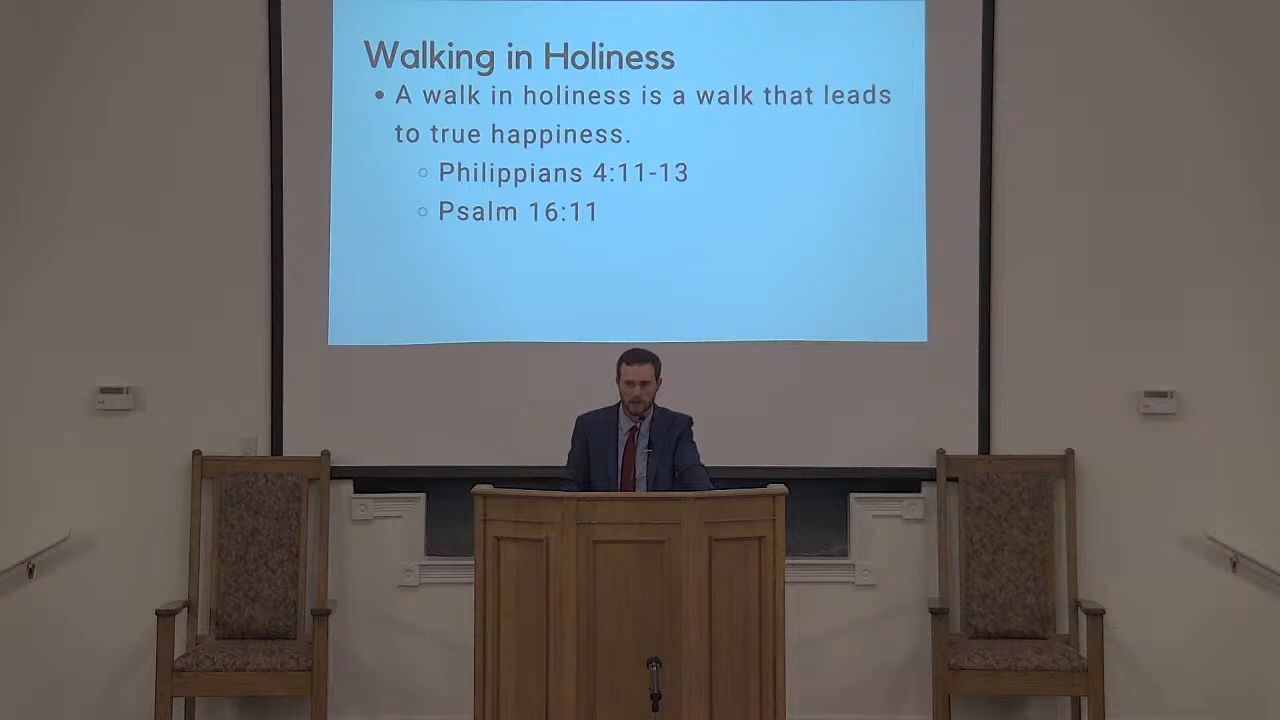 Walking in Holiness
• A walk in holiness is a walk that leads
to true happiness.
○ Philippians 4:11-13
○ Psalm 16:11